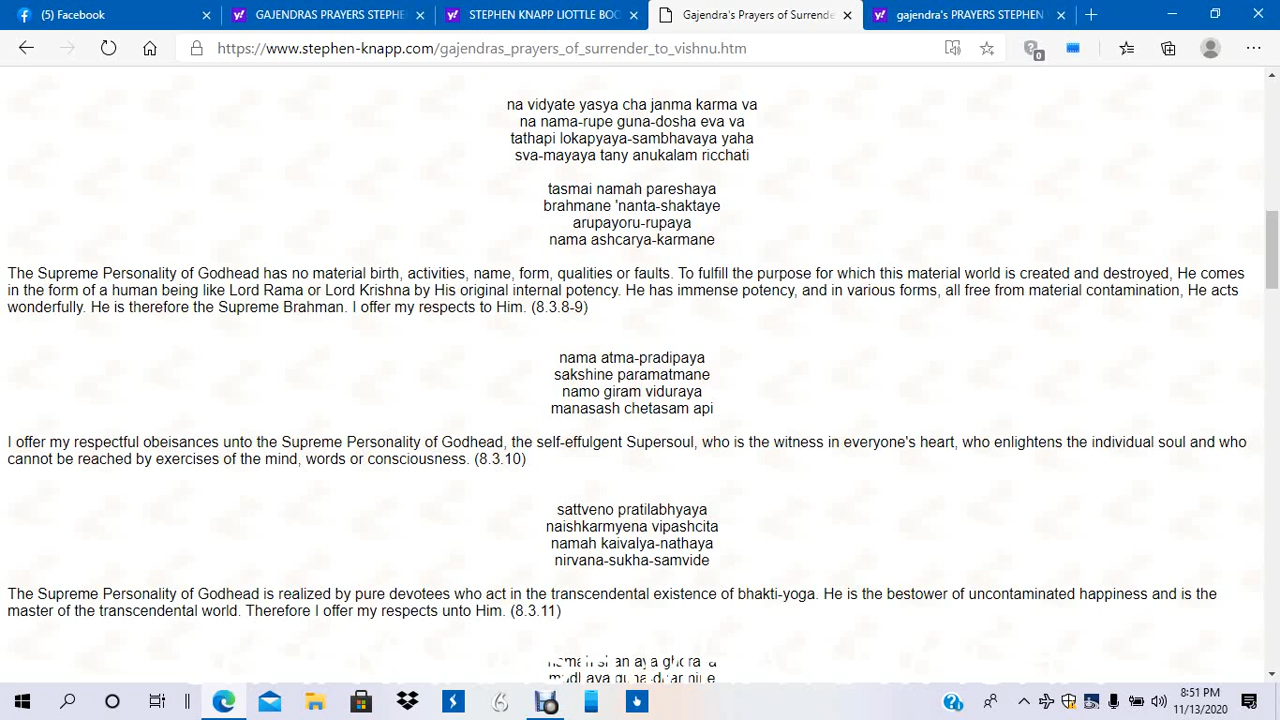 (5) Facebook
GAJENDRAS PRAYERS STEPHE
STEPHEN KNAPP LIOTTLE BOO
Gajendra's Prayers of Surrende
gajendra's PRAYERS STEPHEN
https://www.stephen-knapp.com/gajendras_prayers_of_surrender_to_vishnu.htm
0
na vidyate yasya cha janma karma va
na nama-rupe guna-dosha eva va
tathapi lokapyaya-sambhavaya yaha
sva-mayaya tany anukalam ricchati
tasmai namah pareshaya
brahmane 'nanta-shaktaye
arupayoru-rupaya
nama ashcarya-karmane
The Supreme Personality of Godhead has no material birth, activities, name, form, qualities or faults. To fulfill the purpose for which this material world is created and destroyed, He comes
in the form of a human being like Lord Rama or Lord Krishna by His original internal potency. He has immense potency, and in various forms, all free from material contamination, He acts
wonderfully. He is therefore the Supreme Brahman. I offer my respects to Him. (8.3.8-9)
nama atma-pradipaya
sakshine paramatmane
namo giram viduraya
manasash chetasam api
I offer my respectful obeisances unto the Supreme Personality of Godhead, the self-effulgent Supersoul, who is the witness in everyone's heart, who enlightens the individual soul and who
cannot be reached by exercises of the mind, words or consciousness. (8.3.10)
sattveno pratilabhyaya
naishkarmyena vipashcita
namah kaivalya-nathaya
nirvana-sukha-samvide
The Supreme Personality of Godhead is realized by pure devotees who act in the transcendental existence of bhakti-yoga. He is the bestower of uncontaminated happiness and is the
master of the transcendental world. Therefore I offer my respects unto Him. (8.3.11)
8:51 PM
11/13/2020